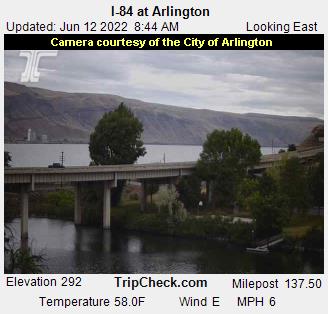 I-84 at Arlington
Updated: Jun 12 2022 8:44 AM Looking East
Camera courtesy of the City of Arlington
Elevation 292 TripCheck.com Milepost 137.50
Temperature 58.0F Wind E MPH 6